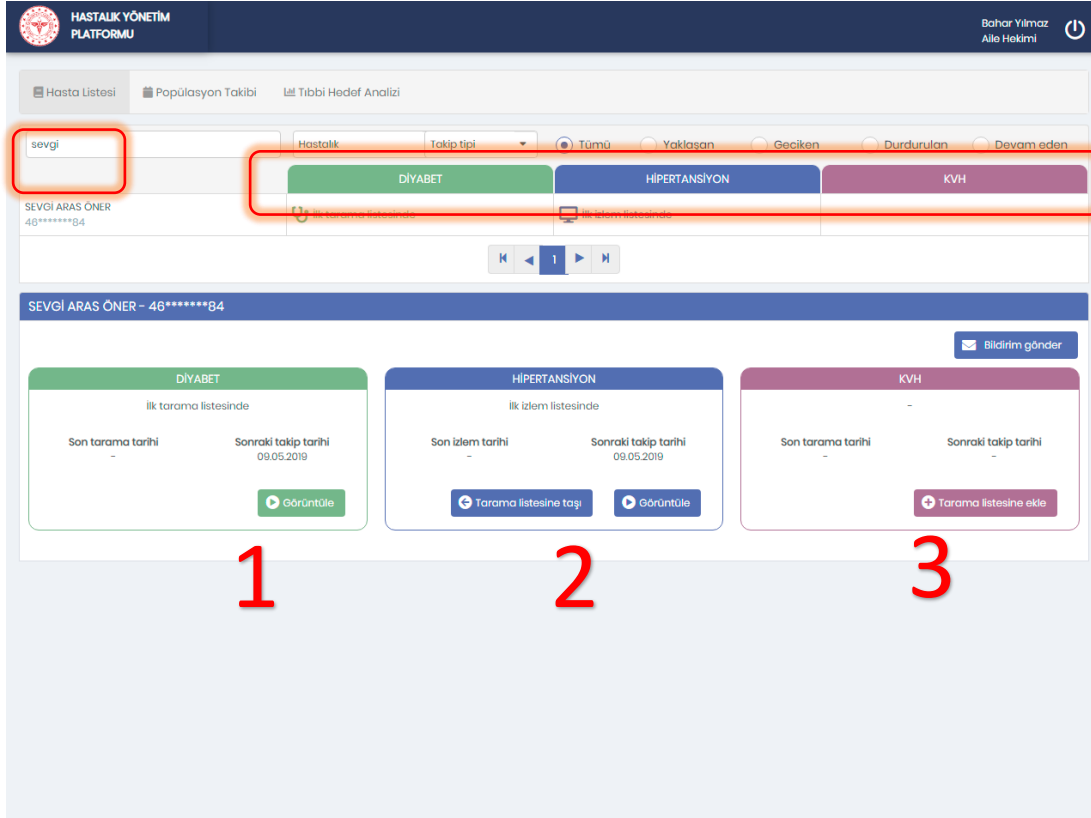 HASTALIK YÖNETİM
PLATFORMU
Bahar Yılmaz
Aile Hekimi
Hasta Listesi Popülasyon Takibi Tıbbi Hedef Analizi
sevgi Hastalık Takip tipi Tümü Yaklaşan Geciken Durdurulan Devam eden
DİYABET HİPERTANSİYON KVH
SEVGİ ARAS ÖNER
46*******84
İlk tarama listesinde İlk izlem listesinde
1
SEVGİ ARAS ÖNER - 46*******84
Bildirim gönder
DİYABET
İlk tarama listesinde
Son tarama tarihi Sonraki takip tarihi
- 09.05.2019
Görüntüle
HİPERTANSİYON
İlk izlem listesinde
Son izlem tarihi Sonraki takip tarihi
- 09.05.2019
Tarama listesine taşı Görüntüle
KVH
-
Son tarama tarihi Sonraki takip tarihi
- -
Tarama listesine ekle
1 2 3